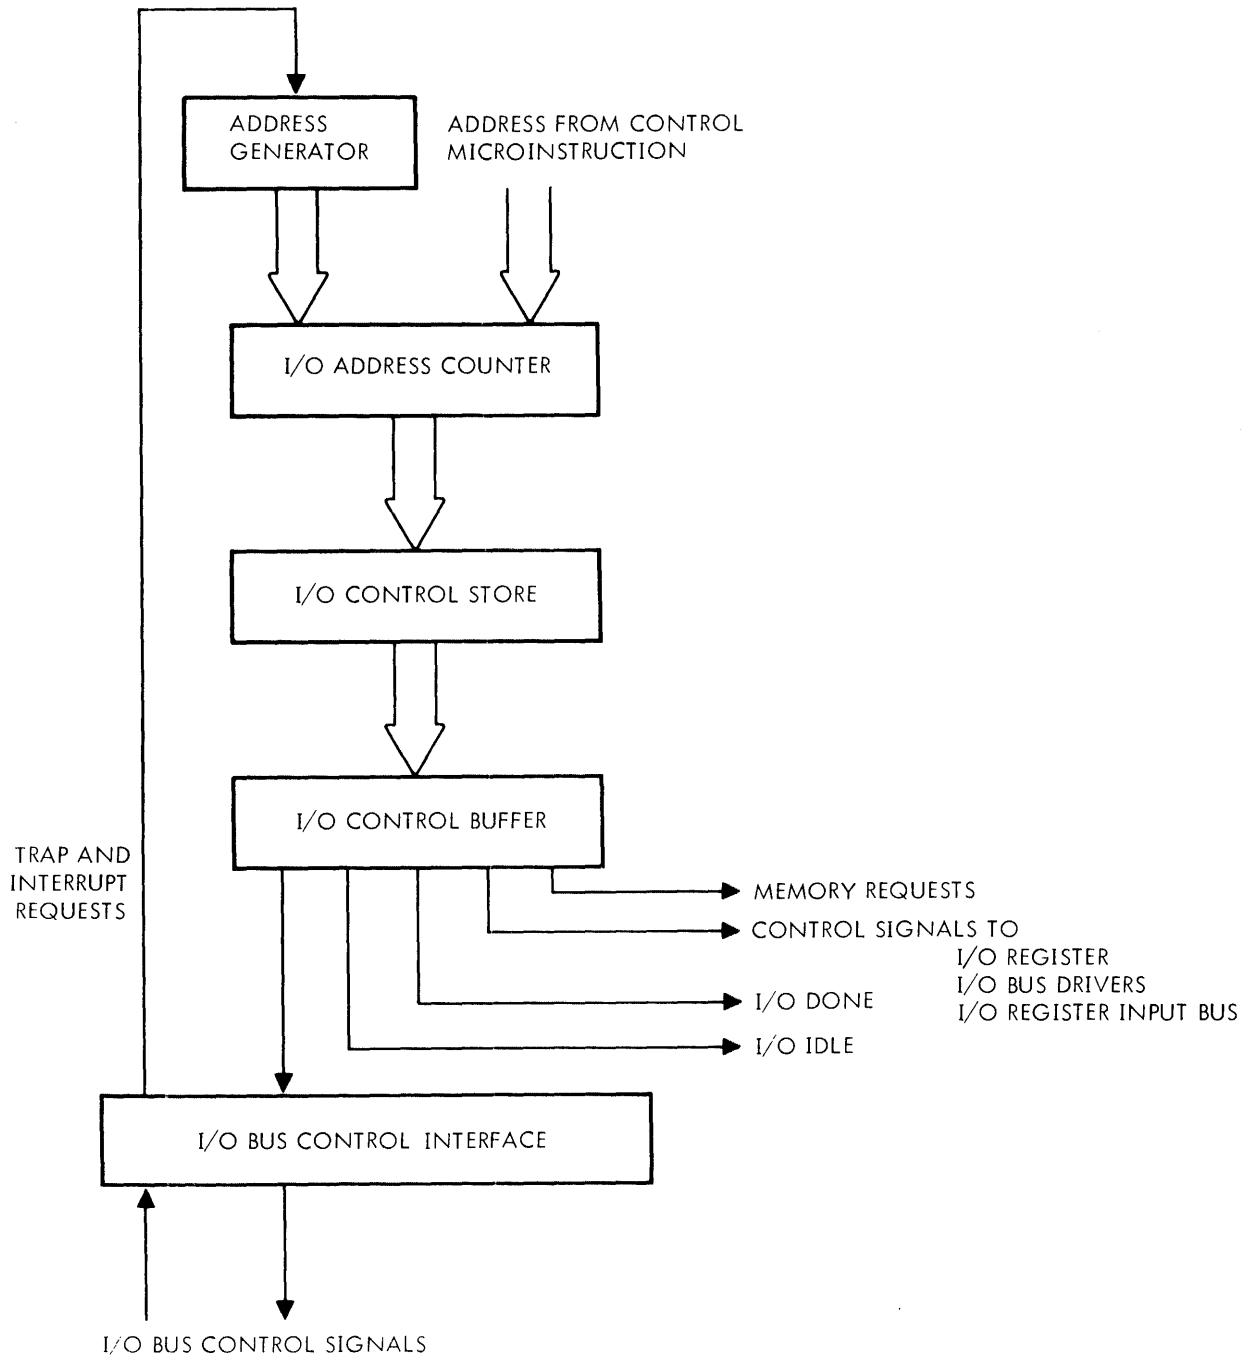 ADDRESS
GENERATOR
ADDRESS FROM CONTROL
MICROINSTRUCTION
I/O ADDRESS COUNTER
I/O CONTROL STORE
I/O CONTROL BUFFER
TRAP AND
INTERRUPT
REQUESTS
MEMORY REQUESTS
CONTROL SIGNALS TO
I/O REGISTER
I/O BUS DRIVERS
I/O REGISTER INPUT BUS
I/O DONE
I/O IDLE
I/O BUS CONTROL INTERFACE
I/O BUS CONTROL SIGNALS